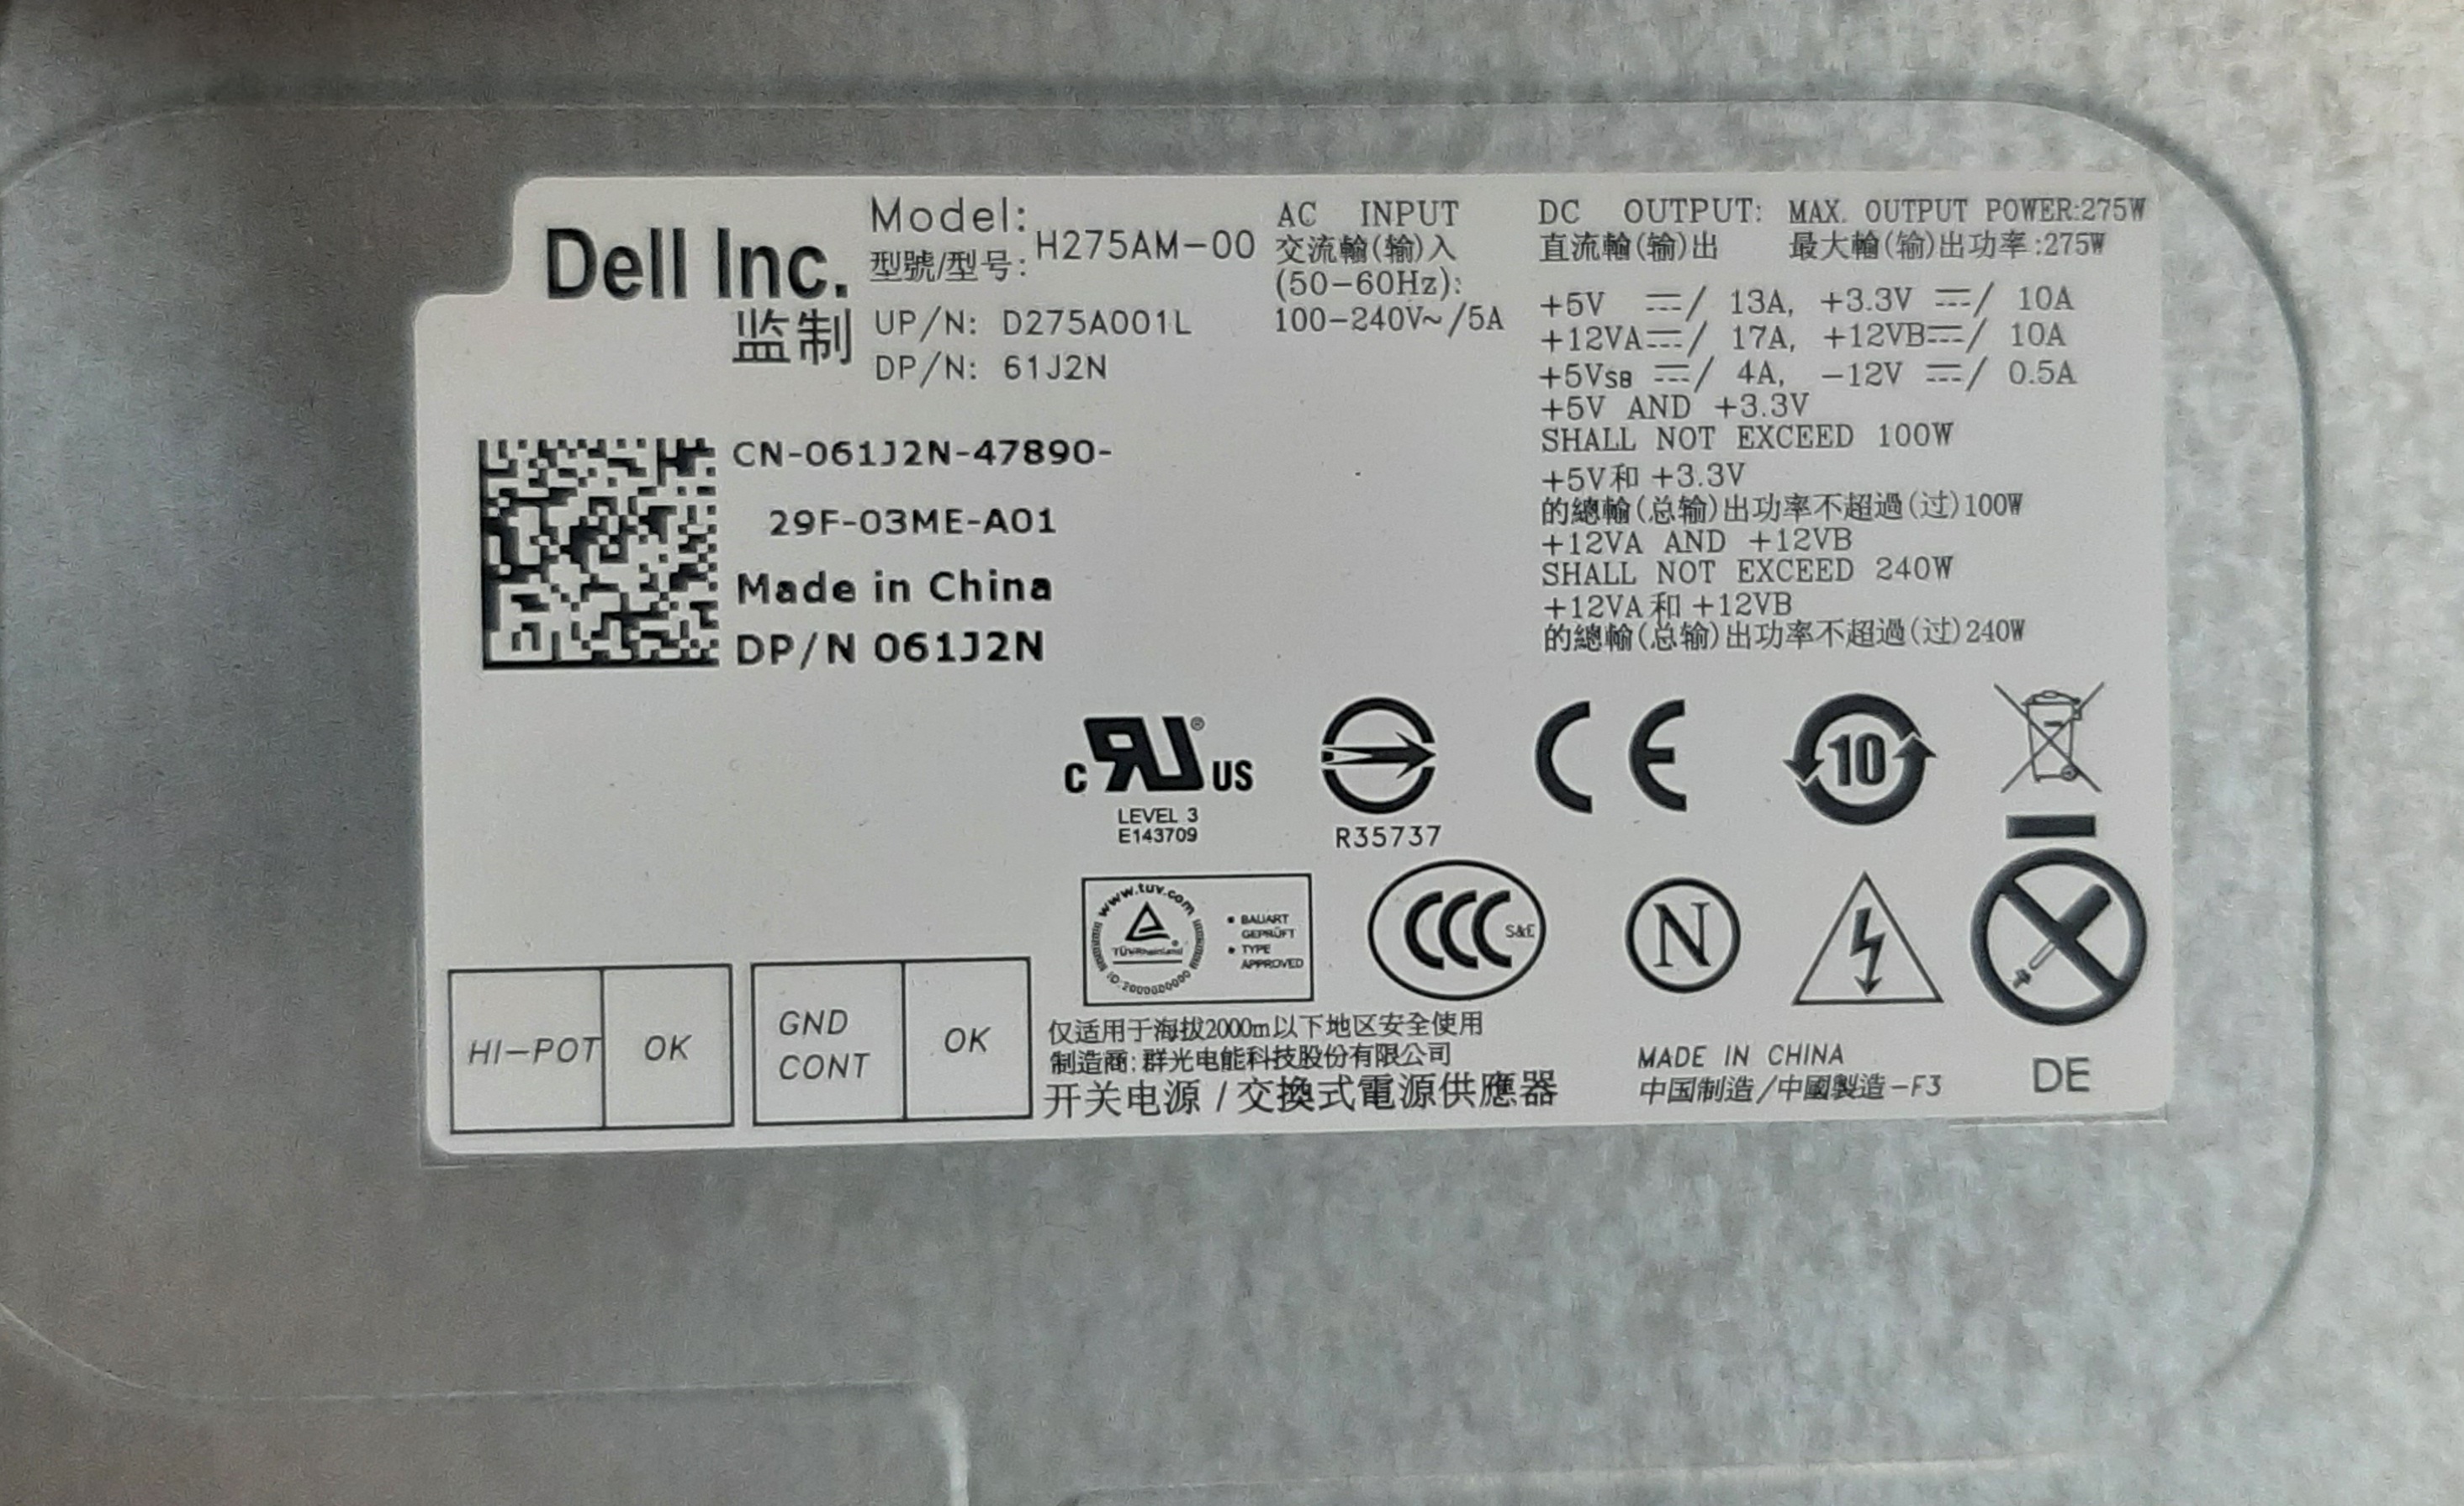 Dell Inc.
监制
Model:
型號/型号:
H275AM-00
UP/N: D275A001L
DP/N: 61J2N
AC INPUT
交流輸(输)入
(50-60Hz):
100-240V~/5A
DC OUTPUT: MAX. OUTPUT POWER:275W
直流輸(输)出 最大輸(输)出功率:275W
+5V ⎓/ 13A, +3.3V ⎓/ 10A
+12VA⎓/ 17A, +12VB⎓/ 10A
+5VSB ⎓/ 4A, -12V ⎓/ 0.5A
+5V AND +3.3V
SHALL NOT EXCEED 100W
+5V和 +3.3V
的總輸(总输)出功率不超過(过)100W
+12VA AND +12VB
SHALL NOT EXCEED 240W
+12VA和 +12VB
的總輸(总输)出功率不超過(过)240W
CN-061J2N-47890-
29F-03ME-A01
Made in China
DP/N 061J2N
c RU ® US
LEVEL 3
E143709
R35737
CE
10
www.tuv.com
TÜVRheinland®
ID:2000000000
• BAUART
GEPRÜFT
• TYPE
APPROVED
CCC S&E
N
HI-POT OK
GND
CONT
OK
仅适用于海拔2000m以下地区安全使用
制造商:群光电能科技股份有限公司
开关电源 / 交換式電源供應器
MADE IN CHINA
中国制造/中國製造-F3
DE